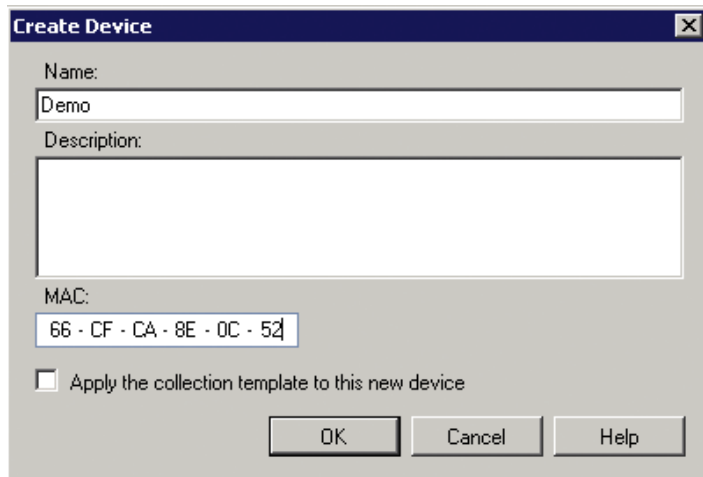 Create Device
Name:
Demo
Description:
MAC:
66 - CF - CA - 8E - 0C - 52
Apply the collection template to this new device
OK Cancel Help